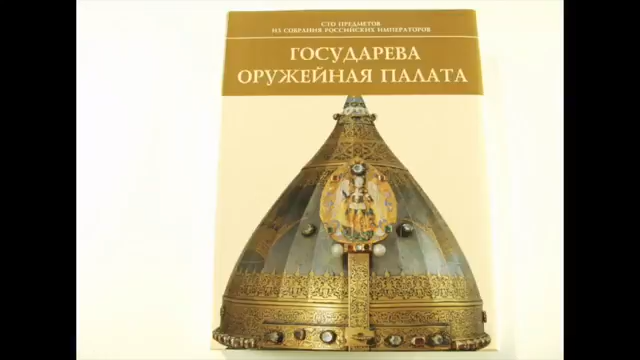 СТО ПРЕДМЕТОВ
ИЗ СОБРАНИЯ РОССИЙСКИХ ИМПЕРАТОРОВ
ГОСУДАРЕВА
ОРУЖЕЙНАЯ ПАЛАТА